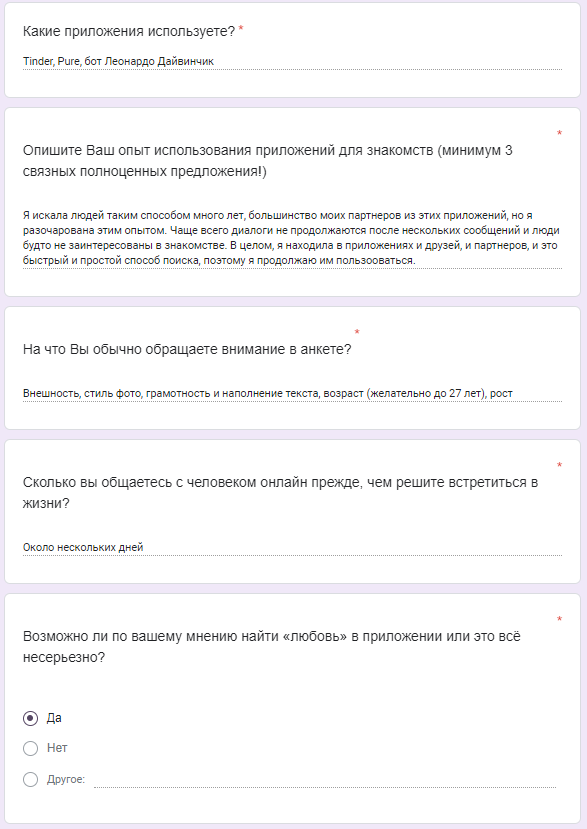 Какие приложения используете? *
Tinder, Pure, бот Леонардо Дайвинчик
*
Опишите Ваш опыт использования приложений для знакомств (минимум 3
связных полноценных предложения!)
Я искала людей таким способом много лет, большинство моих партнеров из этих приложений, но я
разочарована этим опытом. Чаще всего диалоги не продолжаются после нескольких сообщений и люди
будто не заинтересованы в знакомстве. В целом, я находила в приложениях и друзей, и партнеров, и это
быстрый и простой способ поиска, поэтому я продолжаю им пользооваться.
*
На что Вы обычно обращаете внимание в анкете?
Внешность, стиль фото, грамотность и наполнение текста, возраст (желательно до 27 лет), рост
*
Сколько вы общаетесь с человеком онлайн прежде, чем решите встретиться в
жизни?
Около нескольких дней
*
Возможно ли по вашему мнению найти «любовь» в приложении или это всё
несерьезно?
Да
Нет
Другое: